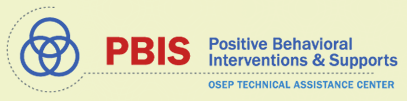 PBIS
Positive Behavioral
Interventions & Supports
OSEP TECHNICAL ASSISTANCE CENTER